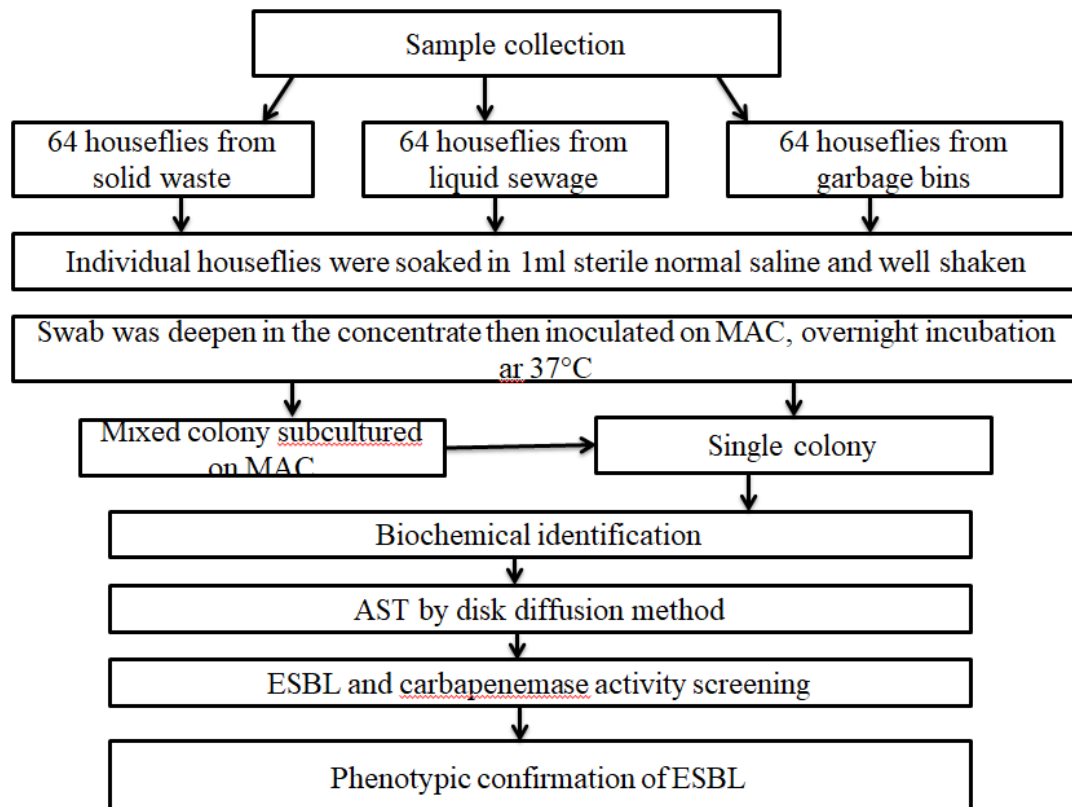 Sample collection
64 houseflies from
solid waste
64 houseflies from
liquid sewage
64 houseflies from
garbage bins
Individual houseflies were soaked in 1ml sterile normal saline and well shaken
Swab was deepen in the concentrate then inoculated on MAC, overnight incubation
ar 37°C
Mixed colony subcultured
on MAC
Single colony
Biochemical identification
AST by disk diffusion method
ESBL and carbapenemase activity screening
Phenotypic confirmation of ESBL